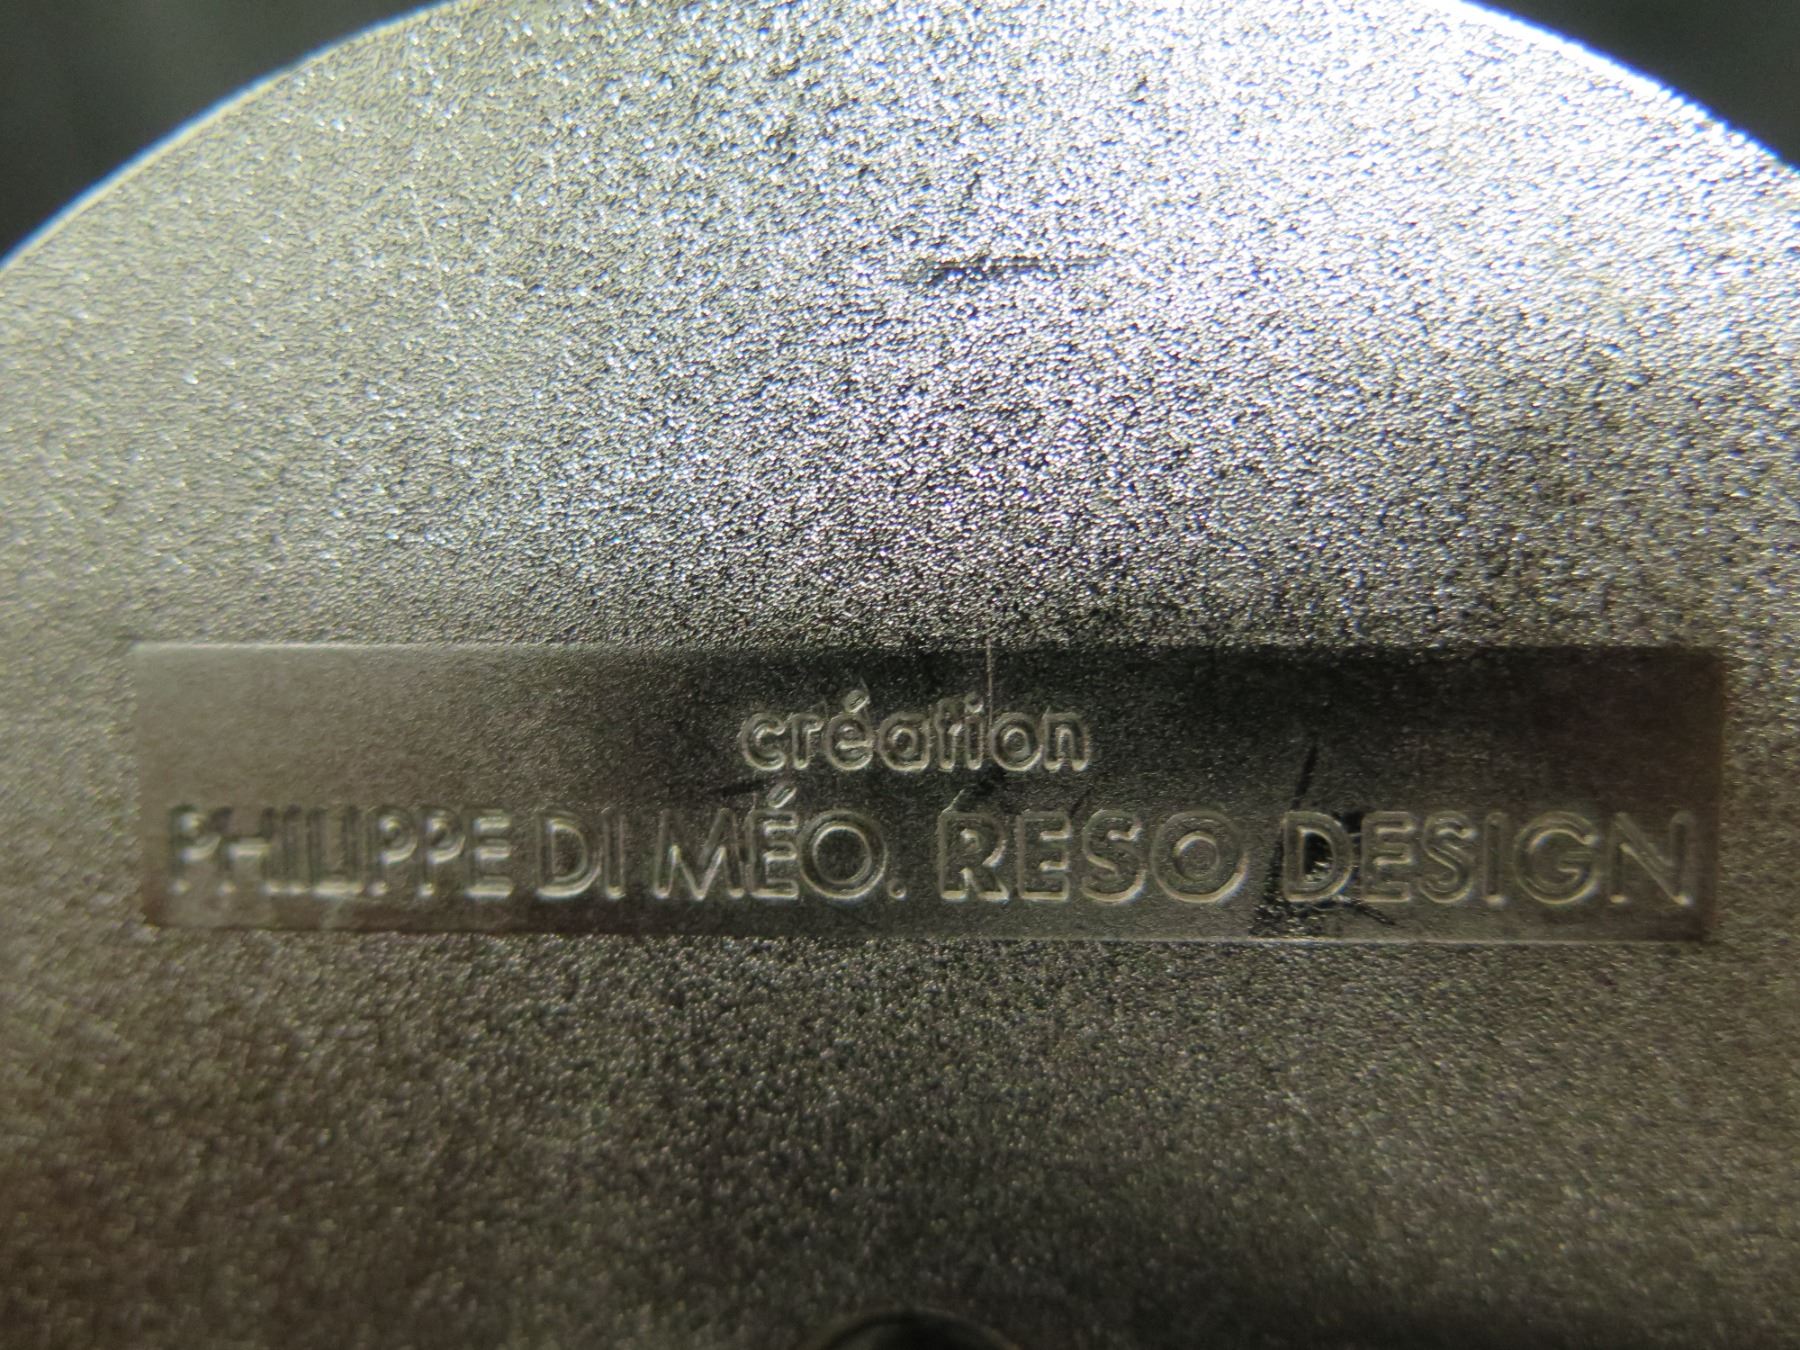 création
PHILIPPE DI MÉO. RESO DESIGN